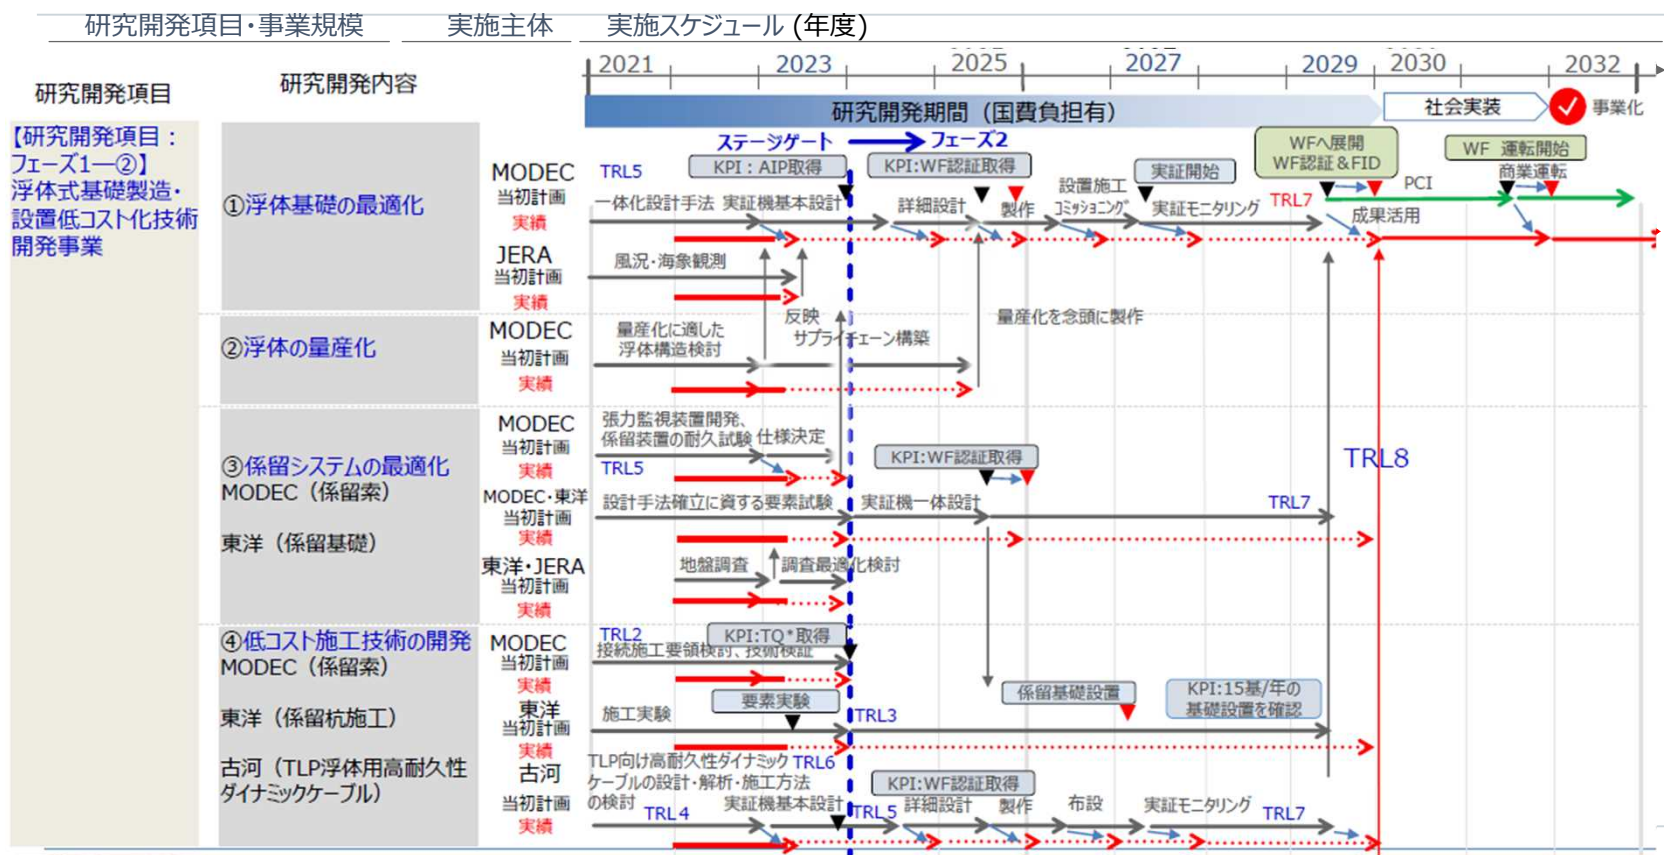 研究開発項目・事業規模
実施主体
実施スケジュール (年度)
2021
2023
2025
2027
2029
2030
2032
研究開発項目
研究開発内容
研究開発期間（国費負担有）
社会実装
事業化
【研究開発項目：
フェーズ1―②】
浮体式基礎製造・
設置低コスト化技術
開発事業
ステージゲート
フェーズ2
①浮体基礎の最適化
MODEC
当初計画
実績
TRL5
KPI：AIP取得
KPI:WF認証取得
実証開始
WFへ展開
WF認証＆FID
WF 運転開始
商業運転
一体化設計手法
実証機基本設計
詳細設計
製作
設置施工
コミッショニング
実証モニタリング
TRL7
PCI
成果活用
JERA
当初計画
実績
風況・海象観測
反映
②浮体の量産化
MODEC
当初計画
実績
量産化に適した
浮体構造検討
サプライチェーン構築
量産化を念頭に製作
③係留システムの最適化
MODEC（係留索）
東洋（係留基礎）
MODEC
当初計画
実績
張力監視装置開発、
係留装置の耐久試験
仕様決定
TRL5
KPI:WF認証取得
TRL8
MODEC・東洋
当初計画
実績
設計手法確立に資する要素試験
実証機一体設計
TRL7
東洋・JERA
当初計画
実績
地盤調査
調査最適化検討
④低コスト施工技術の開発
MODEC（係留索）
東洋（係留杭施工）
古河（TLP浮体用高耐久性
ダイナミックケーブル）
MODEC
当初計画
実績
TRL2
KPI:TQ*取得
接続施工要領検討、技術検証
東洋
当初計画
実績
施工実験
要素実験
TRL3
係留基礎設置
KPI:15基/年の
基礎設置を確認
古河
当初計画
実績
TLP向け高耐久性ダイナミック
ケーブルの設計・解析・施工方法
の検討
TRL6
TRL4
実証機基本設計
TRL5
KPI:WF認証取得
詳細設計
製作
布設
実証モニタリング
TRL7